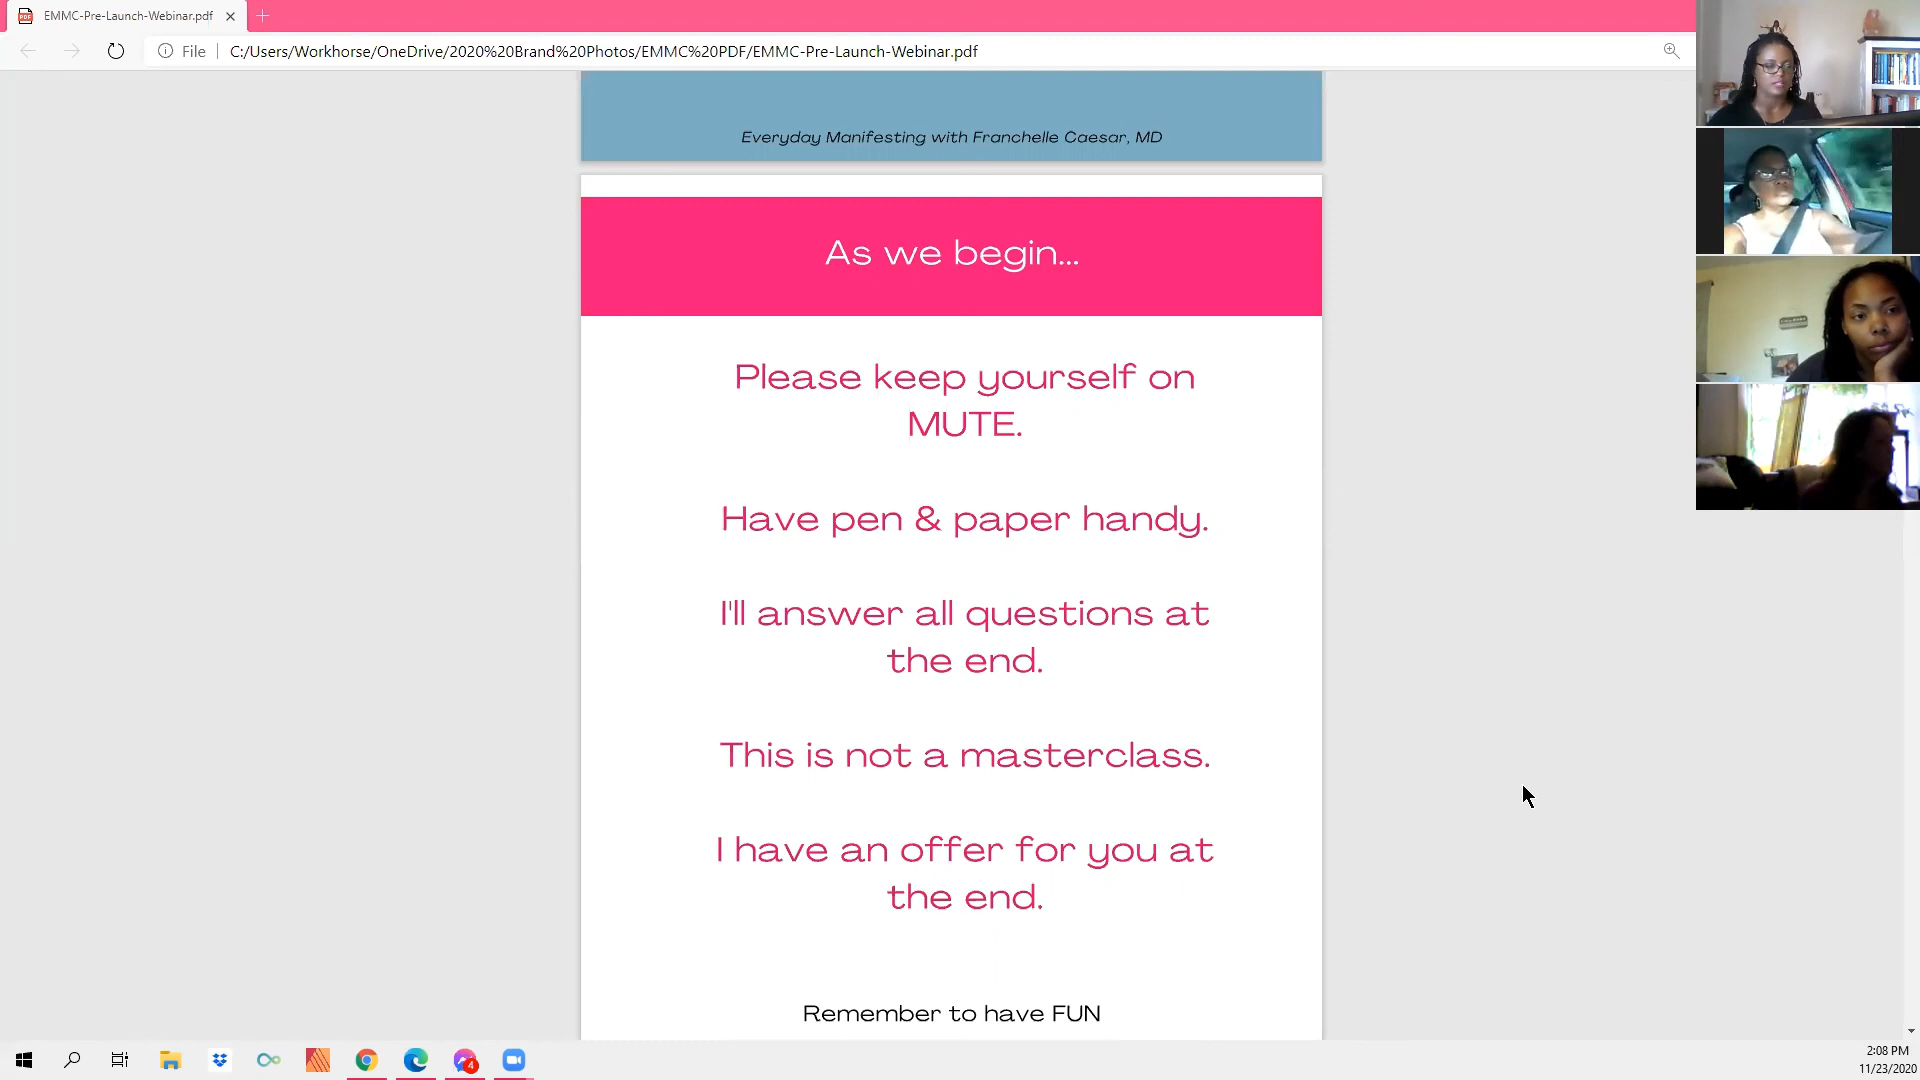 EMMC-Pre-Launch-Webinar.pdf
File
C:/Users/Workhorse/OneDrive/2020%20Brand%20Photos/EMMC%20PDF/EMMC-Pre-Launch-Webinar.pdf
Everyday Manifesting with Franchelle Caesar, MD
As we begin...
Please keep yourself on
MUTE.
Have pen & paper handy.
I'll answer all questions at
the end.
This is not a masterclass.
I have an offer for you at
the end.
Remember to have FUN
4
2:08 PM
11/23/2020